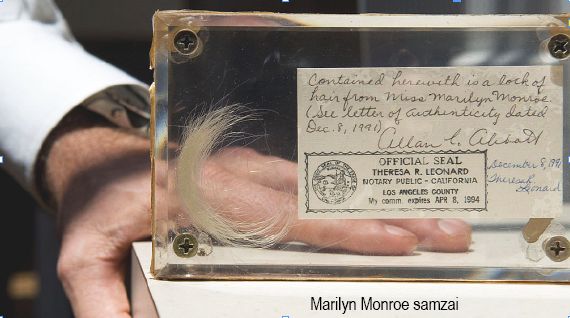 Contained herewith is a lock of
hair from Miss Marilyn Monroe.
(See letter of authenticity dated
Dec. 8, 1991)
Allan L. Abbott
OFFICIAL SEAL
THERESA R. LEONARD
NOTARY PUBLIC - CALIFORNIA
LOS ANGELES COUNTY
My comm. expires APR 8, 1994
December 8, 1991
Theresa
Leonard
Marilyn Monroe samzai